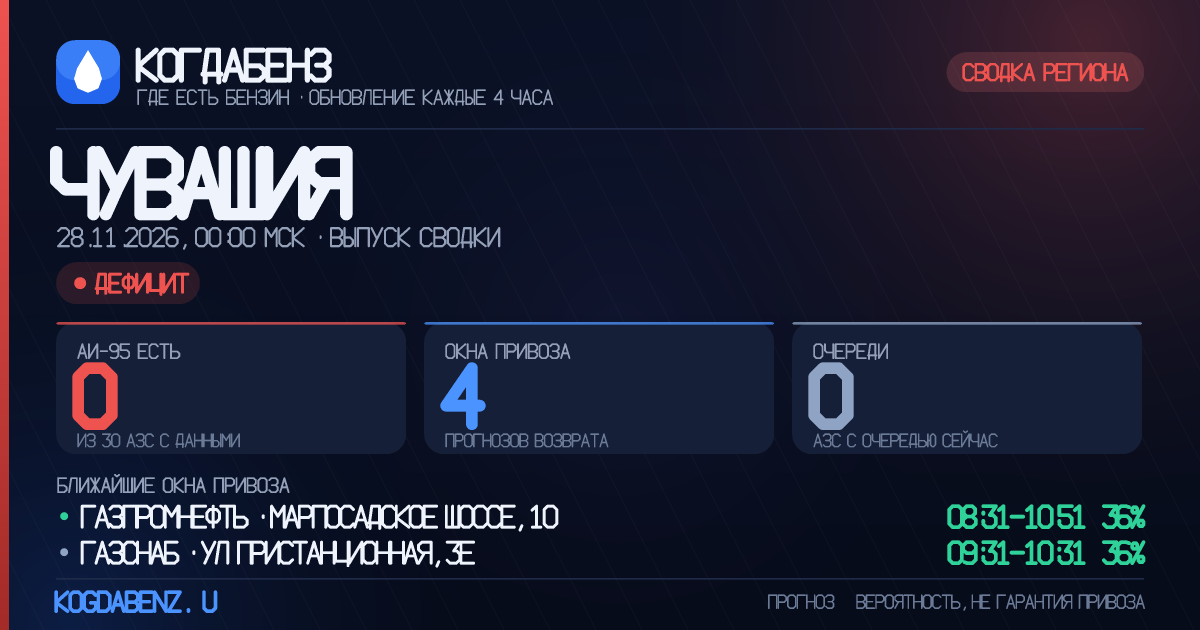 КОГДАБЕНЗ
ГДЕ ЕСТЬ БЕНЗИН · ОБНОВЛЕНИЕ КАЖДЫЕ 4 ЧАСА
СВОДКА РЕГИОНА
ЧУВАШИЯ
28.11.2026, 00:00 МСК · ВЫПУСК СВОДКИ
• ДЕФИЦИТ
АИ-95 ЕСТЬ
0
ИЗ 30 АЗС С ДАННЫМИ
ОКНА ПРИВОЗА
4
ПРОГНОЗОВ ВОЗВРАТА
ОЧЕРЕДИ
0
АЗС С ОЧЕРЕДЬЮ СЕЙЧАС
БЛИЖАЙШИЕ ОКНА ПРИВОЗА
• ГАЗПРОМНЕФТЬ · МАРПОСАДСКОЕ ШОССЕ, 10 08:31–10:51 36%
• ГАЗСНАБ · УЛ ПРИСТАНЦИОННАЯ, 3Е 09:31–10:31 36%
KOGDABENZ. U
ПРОГНОЗ ВЕРОЯТНОСТЬ, НЕ ГАРАНТИЯ ПРИВОЗА